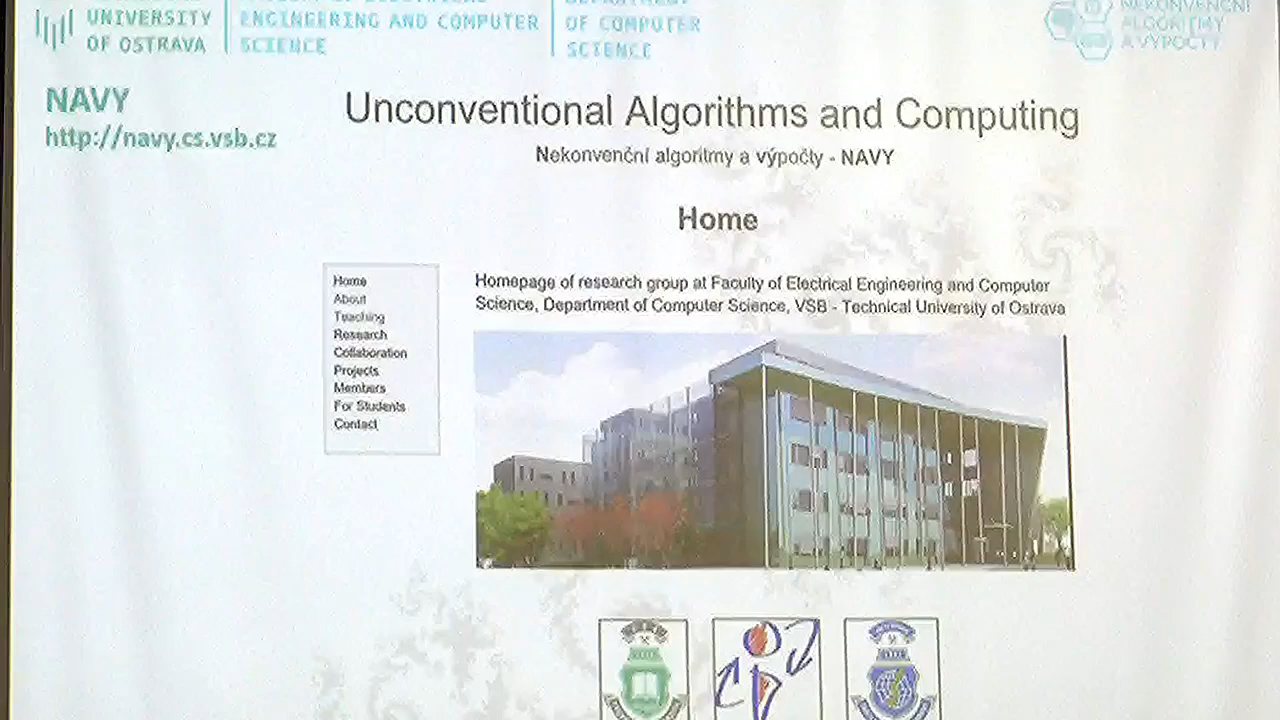 UNIVERSITY
OF OSTRAVA
ENGINEERING AND COMPUTER
SCIENCE
DEPARTMENT
OF COMPUTER
SCIENCE
NEKONVENČNÍ
ALGORITMY
A VÝPOČTY
NAVY
http://navy.cs.vsb.cz
Unconventional Algorithms and Computing
Nekonvenční algoritmy a výpočty - NAVY
Home
Home
About
Teaching
Research
Collaboration
Projects
Members
For Students
Contact
Homepage of research group at Faculty of Electrical Engineering and Computer
Science, Department of Computer Science, VSB - Technical University of Ostrava